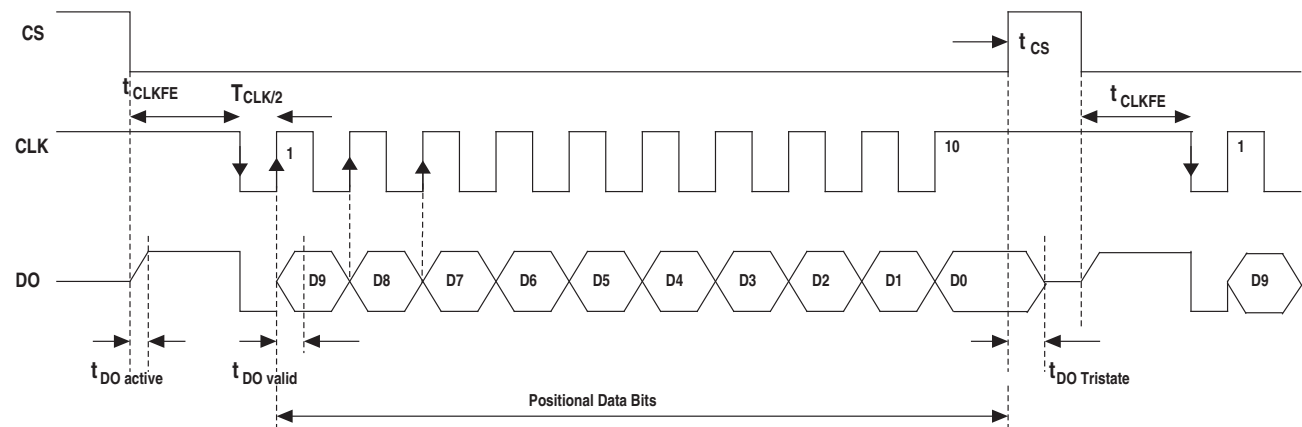 CS
t CS
t CLKFE
T CLK/2
t CLKFE
CLK
1
10
1
DO
D9
D8
D7
D6
D5
D4
D3
D2
D1
D0
D9
t DO active
t DO valid
t DO Tristate
Positional Data Bits